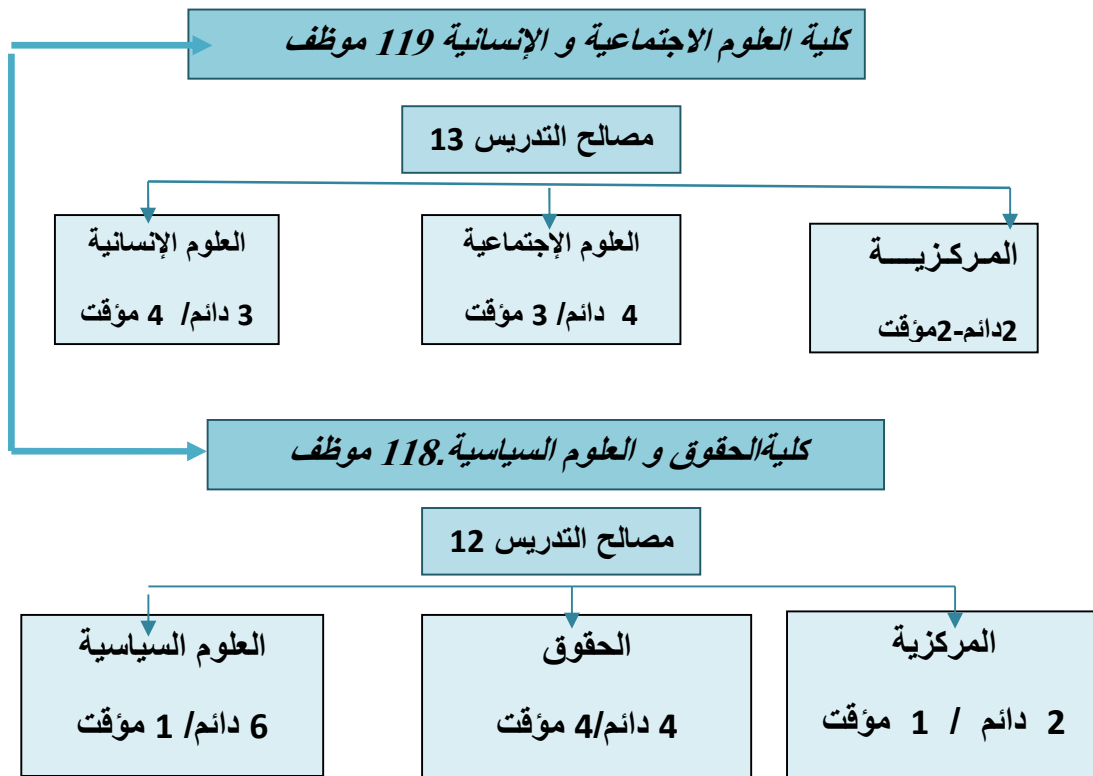 كلية العلوم الاجتماعية و الإنسانية 119 موظف
مصالح التدريس 13
المـركـزيـــــة
2دائم-2مؤقت
العلوم الإجتماعية
4 دائم/ 3 مؤقت
العلوم الإنسانية
3 دائم/ 4 مؤقت
كليةالحقوق و العلوم السياسية.118 موظف
مصالح التدريس 12
المركزية
2 دائم / 1 مؤقت
الحقوق
4 دائم/4 مؤقت
العلوم السياسية
6 دائم/ 1 مؤقت